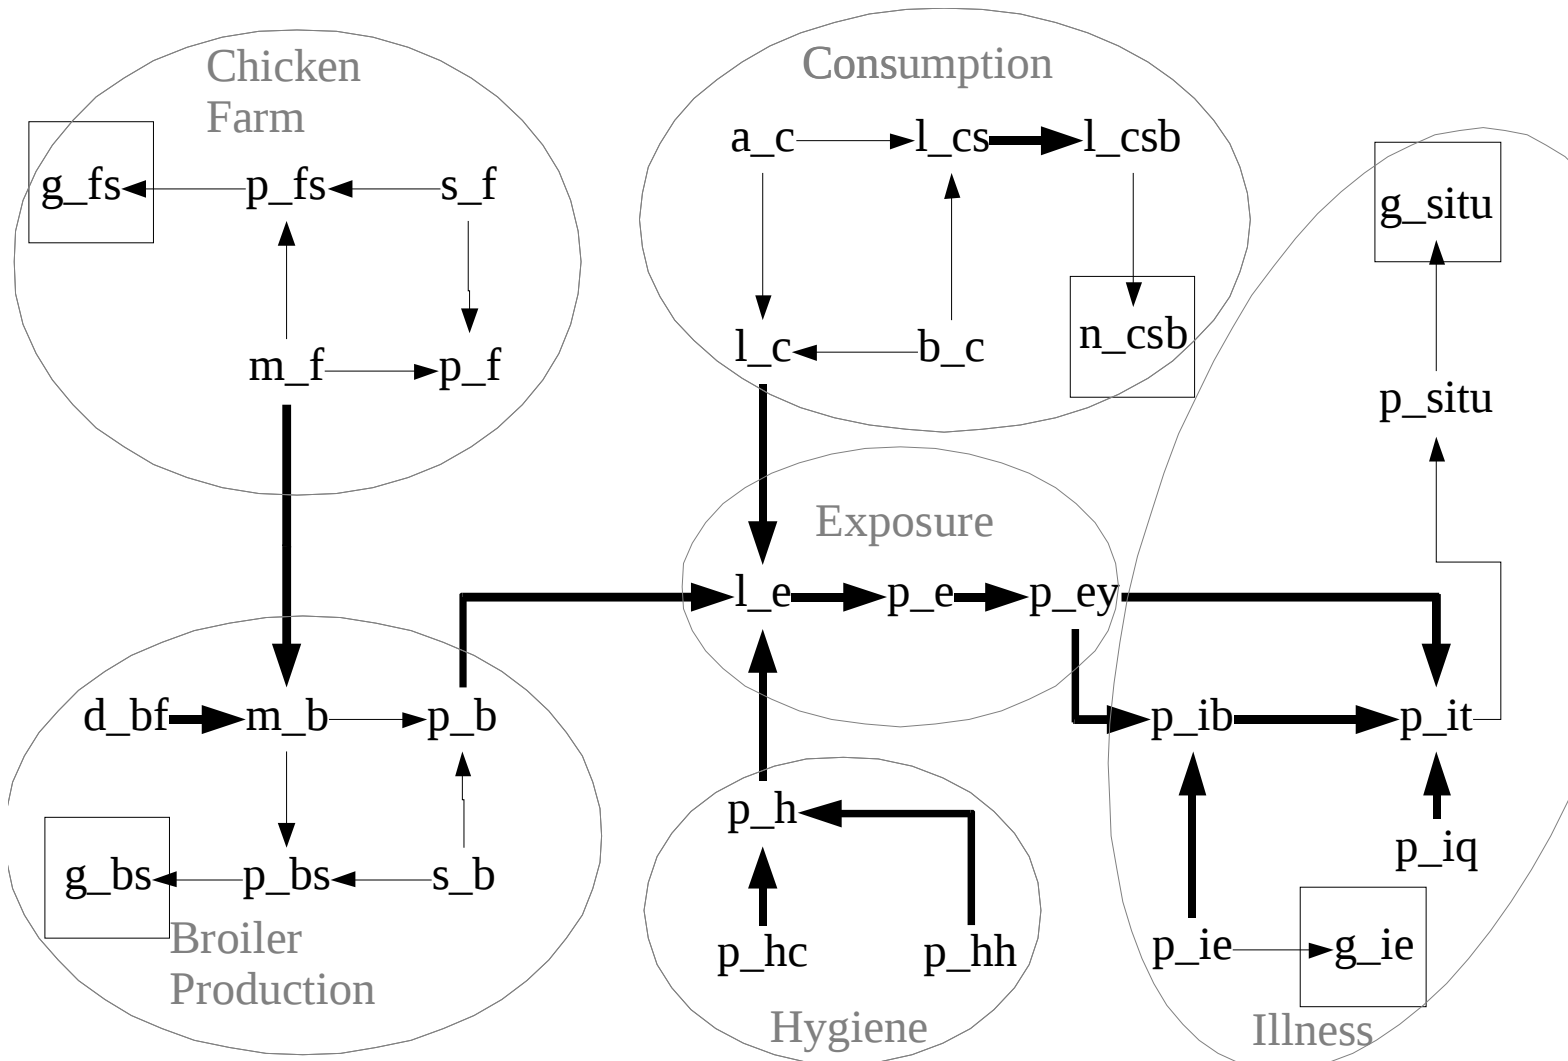 Chicken
Farm
g_fs
p_fs
s_f
m_f
p_f
Consumption
a_c
l_cs
l_csb
l_c
b_c
n_csb
g_situ
p_situ
Exposure
l_e
p_e
p_ey
d_bf
m_b
p_b
g_bs
p_bs
s_b
Broiler
Production
p_h
p_hc
p_hh
Hygiene
p_ib
p_it
p_iq
p_ie
g_ie
Illness